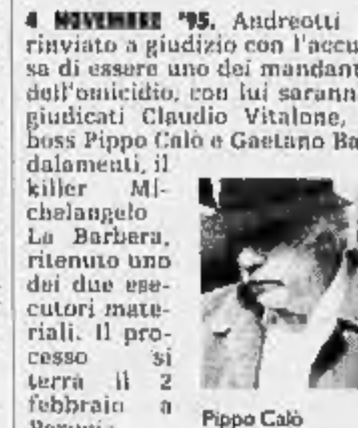 4 NOVEMBRE '95. Andreotti
rinviato a giudizio con l'accu-
sa di essere uno dei mandant
dell'omicidio, con lui sarann
giudicati Claudio Vitalone,
boss Pippo Calò e Gaetano Ba
dalamenti, il
killer Mi-
chelangelo
La Barbera,
ritenuto uno
dei due ese-
cutori mate-
riali. Il pro-
cesso si
terrà il 2
febbraio a
Pippo Calò